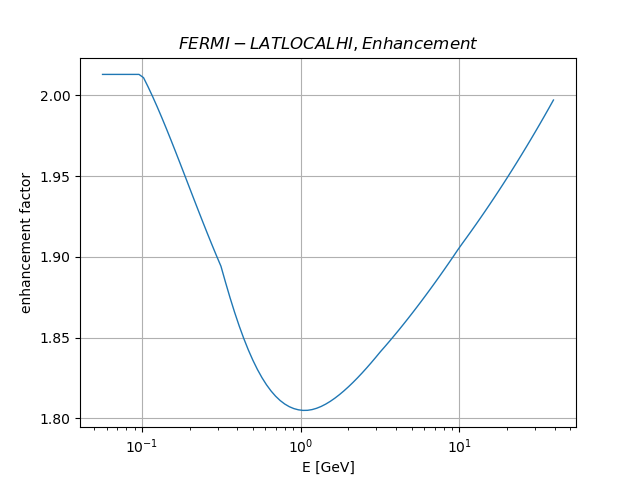 FERMI − LATLOCALHI, Enhancement
enhancement factor
2.00
1.95
1.90
1.85
1.80
10⁻¹
10⁰
10¹
E [GeV]